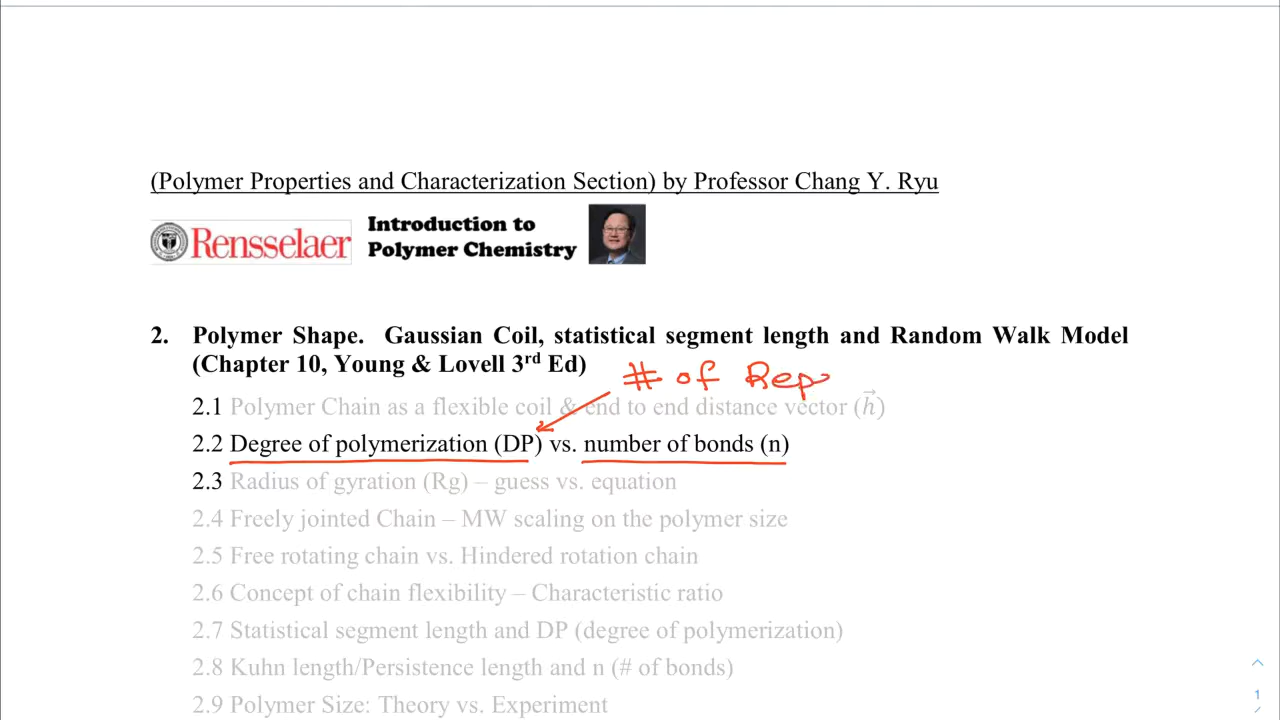 (Polymer Properties and Characterization Section) by Professor Chang Y. Ryu
Rensselaer
Introduction to
Polymer Chemistry
2. Polymer Shape. Gaussian Coil, statistical segment length and Random Walk Model
(Chapter 10, Young & Lovell 3rd Ed)
# of Rep
2.1 Polymer Chain as a flexible coil & end to end distance vector (h⃗)
2.2 Degree of polymerization (DP) vs. number of bonds (n)
2.3 Radius of gyration (Rg) – guess vs. equation
2.4 Freely jointed Chain – MW scaling on the polymer size
2.5 Free rotating chain vs. Hindered rotation chain
2.6 Concept of chain flexibility – Characteristic ratio
2.7 Statistical segment length and DP (degree of polymerization)
2.8 Kuhn length/Persistence length and n (# of bonds)
2.9 Polymer Size: Theory vs. Experiment
1